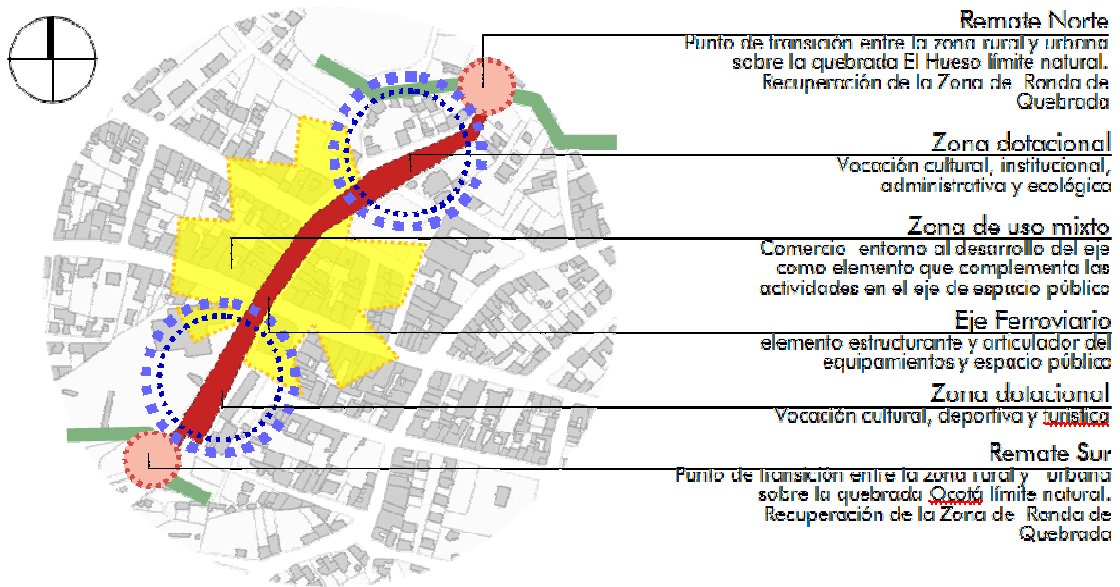 Remate Norte
Punto de transición entre la zona rural y urbana
sobre la quebrada El Hueso límite natural.
Recuperación de la Zona de Ronda de
Quebrada
Zona dotacional
Vocación cultural, institucional,
administrativa y ecológica
Zona de uso mixto
Comercio entorno al desarrollo del eje
como elemento que complementa las
actividades en el eje de espacio público
Eje Ferroviario
elemento estructurante y articulador del
equipamientos y espacio público
Zona dotacional
Vocación cultural, deportiva y turística
Remate Sur
Punto de transición entre la zona rural y urbana
sobre la quebrada Ocotá límite natural.
Recuperación de la Zona de Ronda de
Quebrada